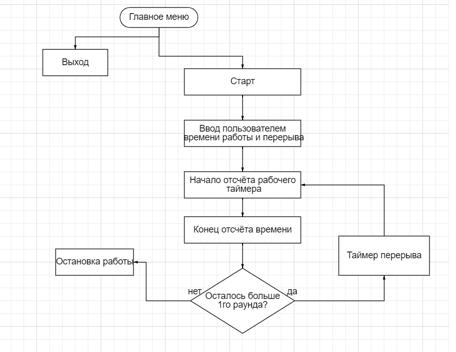 Главное меню
Выход
Старт
Ввод пользователем
времени работы и перерыва
Начало отсчёта рабочего
таймера
Конец отсчёта времени
Остановка работы
Таймер перерыва
нет
да
Осталось больше
1го раунда?